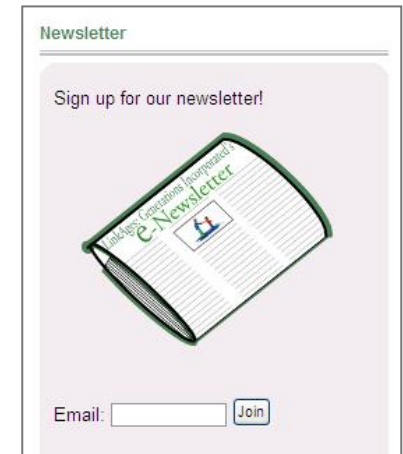 Newsletter
Sign up for our newsletter!
LinkAges: Generations Incorporated's
e-Newsletter
Email:
Join